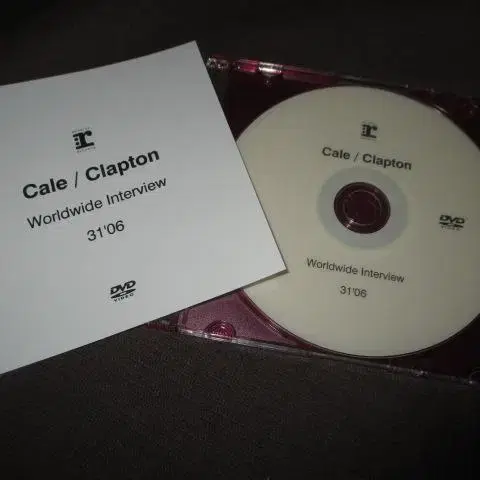 Cale / Clapton
Worldwide Interview
31'06
DVD
VIDEO
Cale / Clapton
DVD
VIDEO
Worldwide Interview
31'06